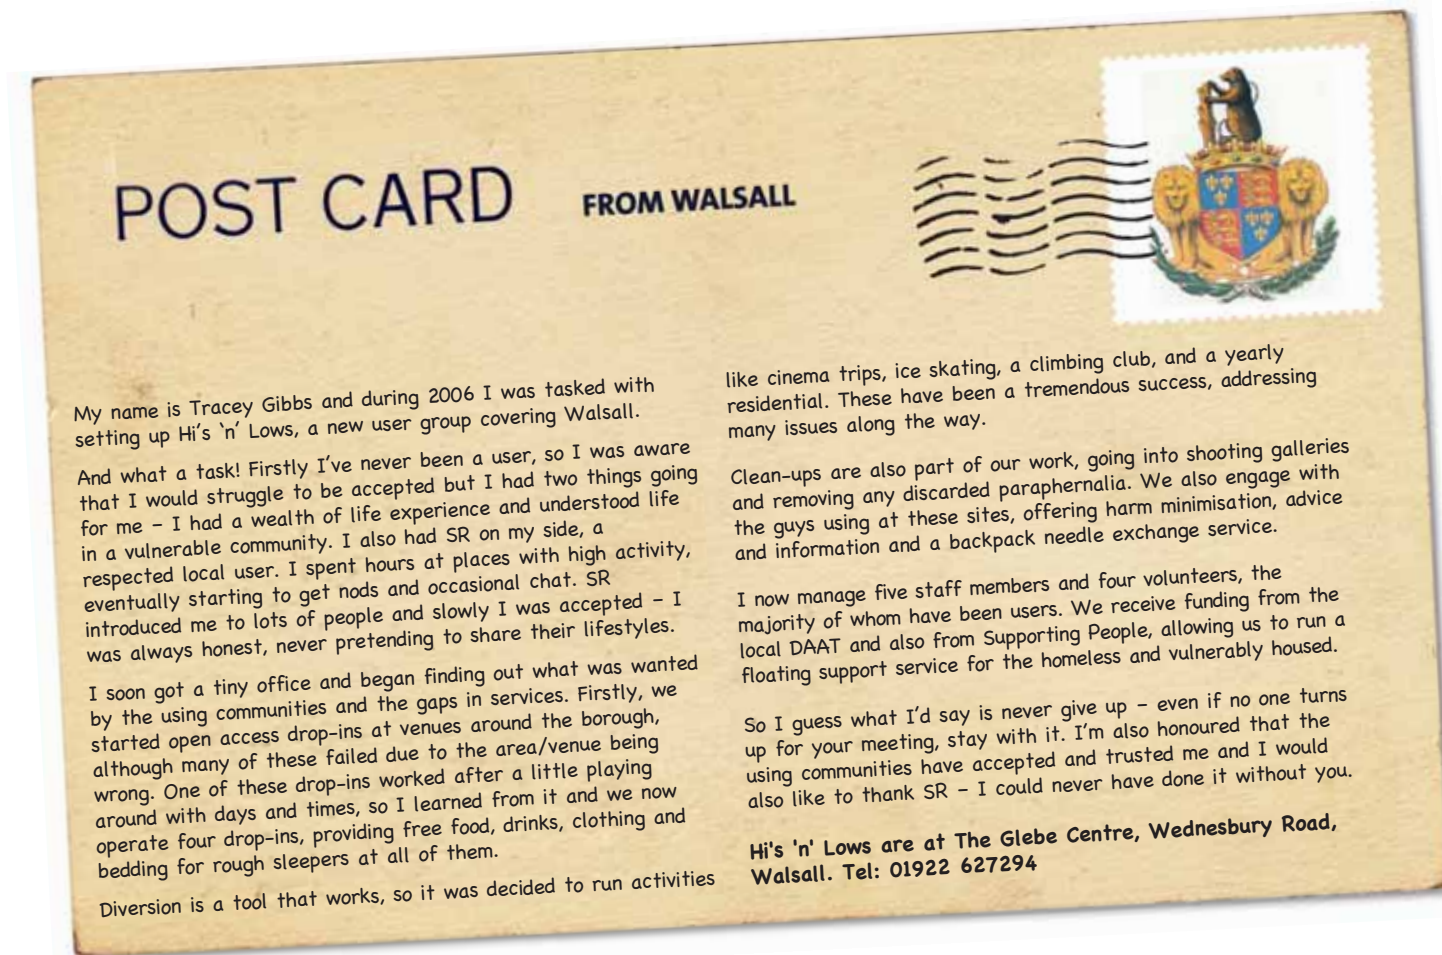 POST CARD FROM WALSALL
My name is Tracey Gibbs and during 2006 I was tasked with
setting up Hi's 'n' Lows, a new user group covering Walsall.
And what a task! Firstly I've never been a user, so I was aware
that I would struggle to be accepted but I had two things going
for me – I had a wealth of life experience and understood life
in a vulnerable community. I also had SR on my side, a
respected local user. I spent hours at places with high activity,
eventually starting to get nods and occasional chat. SR
introduced me to lots of people and slowly I was accepted – I
was always honest, never pretending to share their lifestyles.
I soon got a tiny office and began finding out what was wanted
by the using communities and the gaps in services. Firstly, we
started open access drop-ins at venues around the borough,
although many of these failed due to the area/venue being
wrong. One of these drop-ins worked after a little playing
around with days and times, so I learned from it and we now
operate four drop-ins, providing free food, drinks, clothing and
bedding for rough sleepers at all of them.
Diversion is a tool that works, so it was decided to run activities
like cinema trips, ice skating, a climbing club, and a yearly
residential. These have been a tremendous success, addressing
many issues along the way.
Clean-ups are also part of our work, going into shooting galleries
and removing any discarded paraphernalia. We also engage with
the guys using at these sites, offering harm minimisation, advice
and information and a backpack needle exchange service.
I now manage five staff members and four volunteers, the
majority of whom have been users. We receive funding from the
local DAAT and also from Supporting People, allowing us to run a
floating support service for the homeless and vulnerably housed.
So I guess what I'd say is never give up – even if no one turns
up for your meeting, stay with it. I'm also honoured that the
using communities have accepted and trusted me and I would
also like to thank SR – I could never have done it without you.
Hi's 'n' Lows are at The Glebe Centre, Wednesbury Road,
Walsall. Tel: 01922 627294